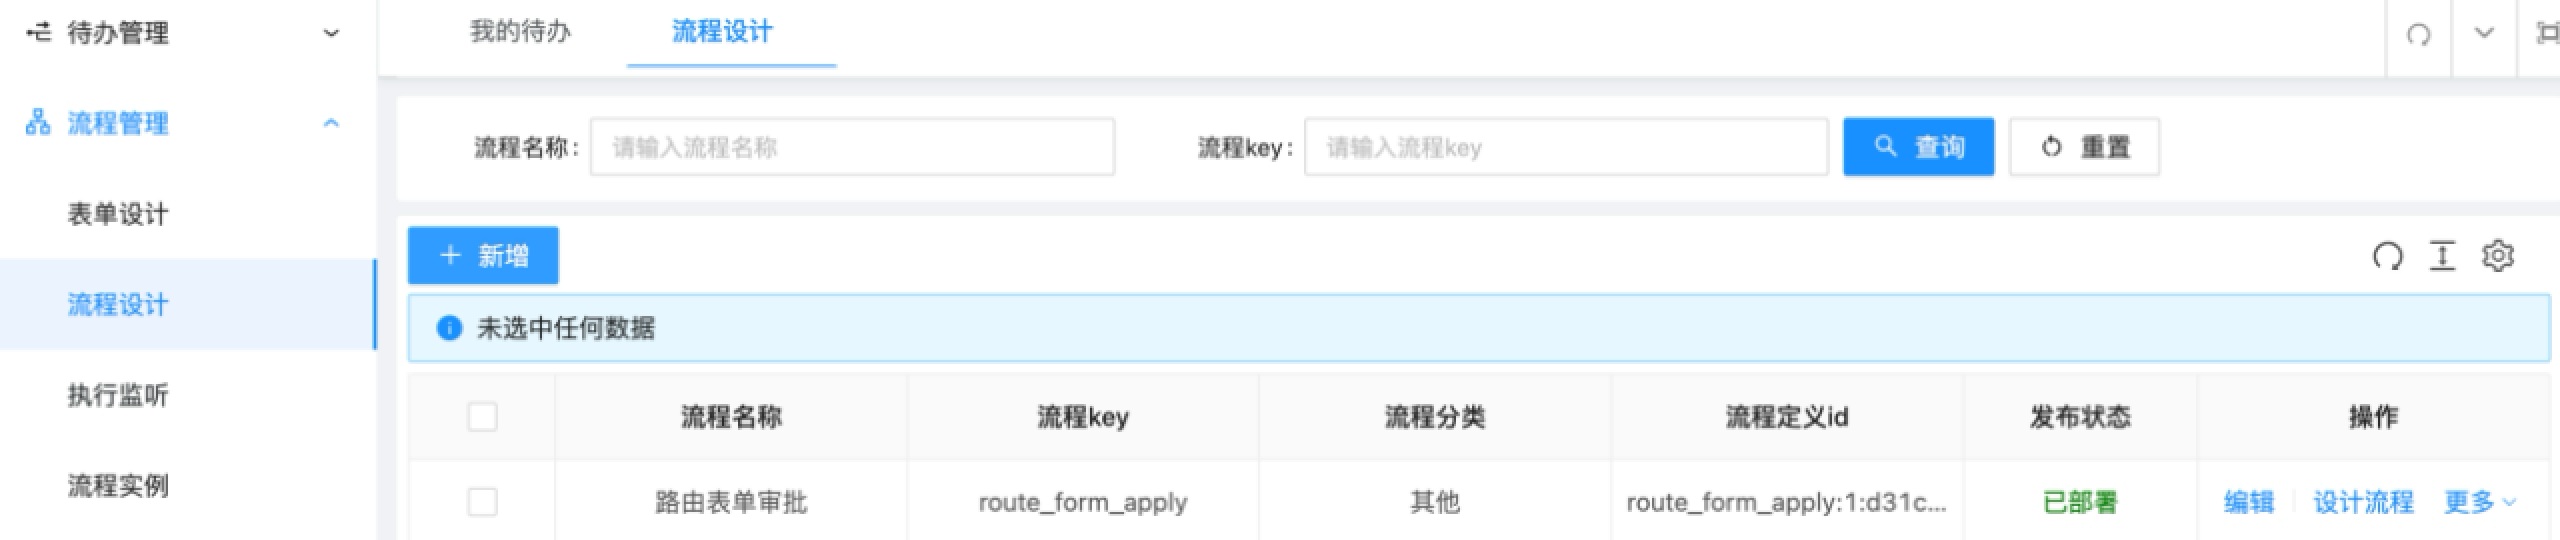 待办管理
流程管理
表单设计
流程设计
执行监听
流程实例
我的待办 流程设计
流程名称: 请输入流程名称 流程key: 请输入流程key 查询 重置
新增
未选中任何数据
流程名称 流程key 流程分类 流程定义id 发布状态 操作
路由表单审批 route_form_apply 其他 route_form_apply:1:d31c... 已部署 编辑 设计流程 更多